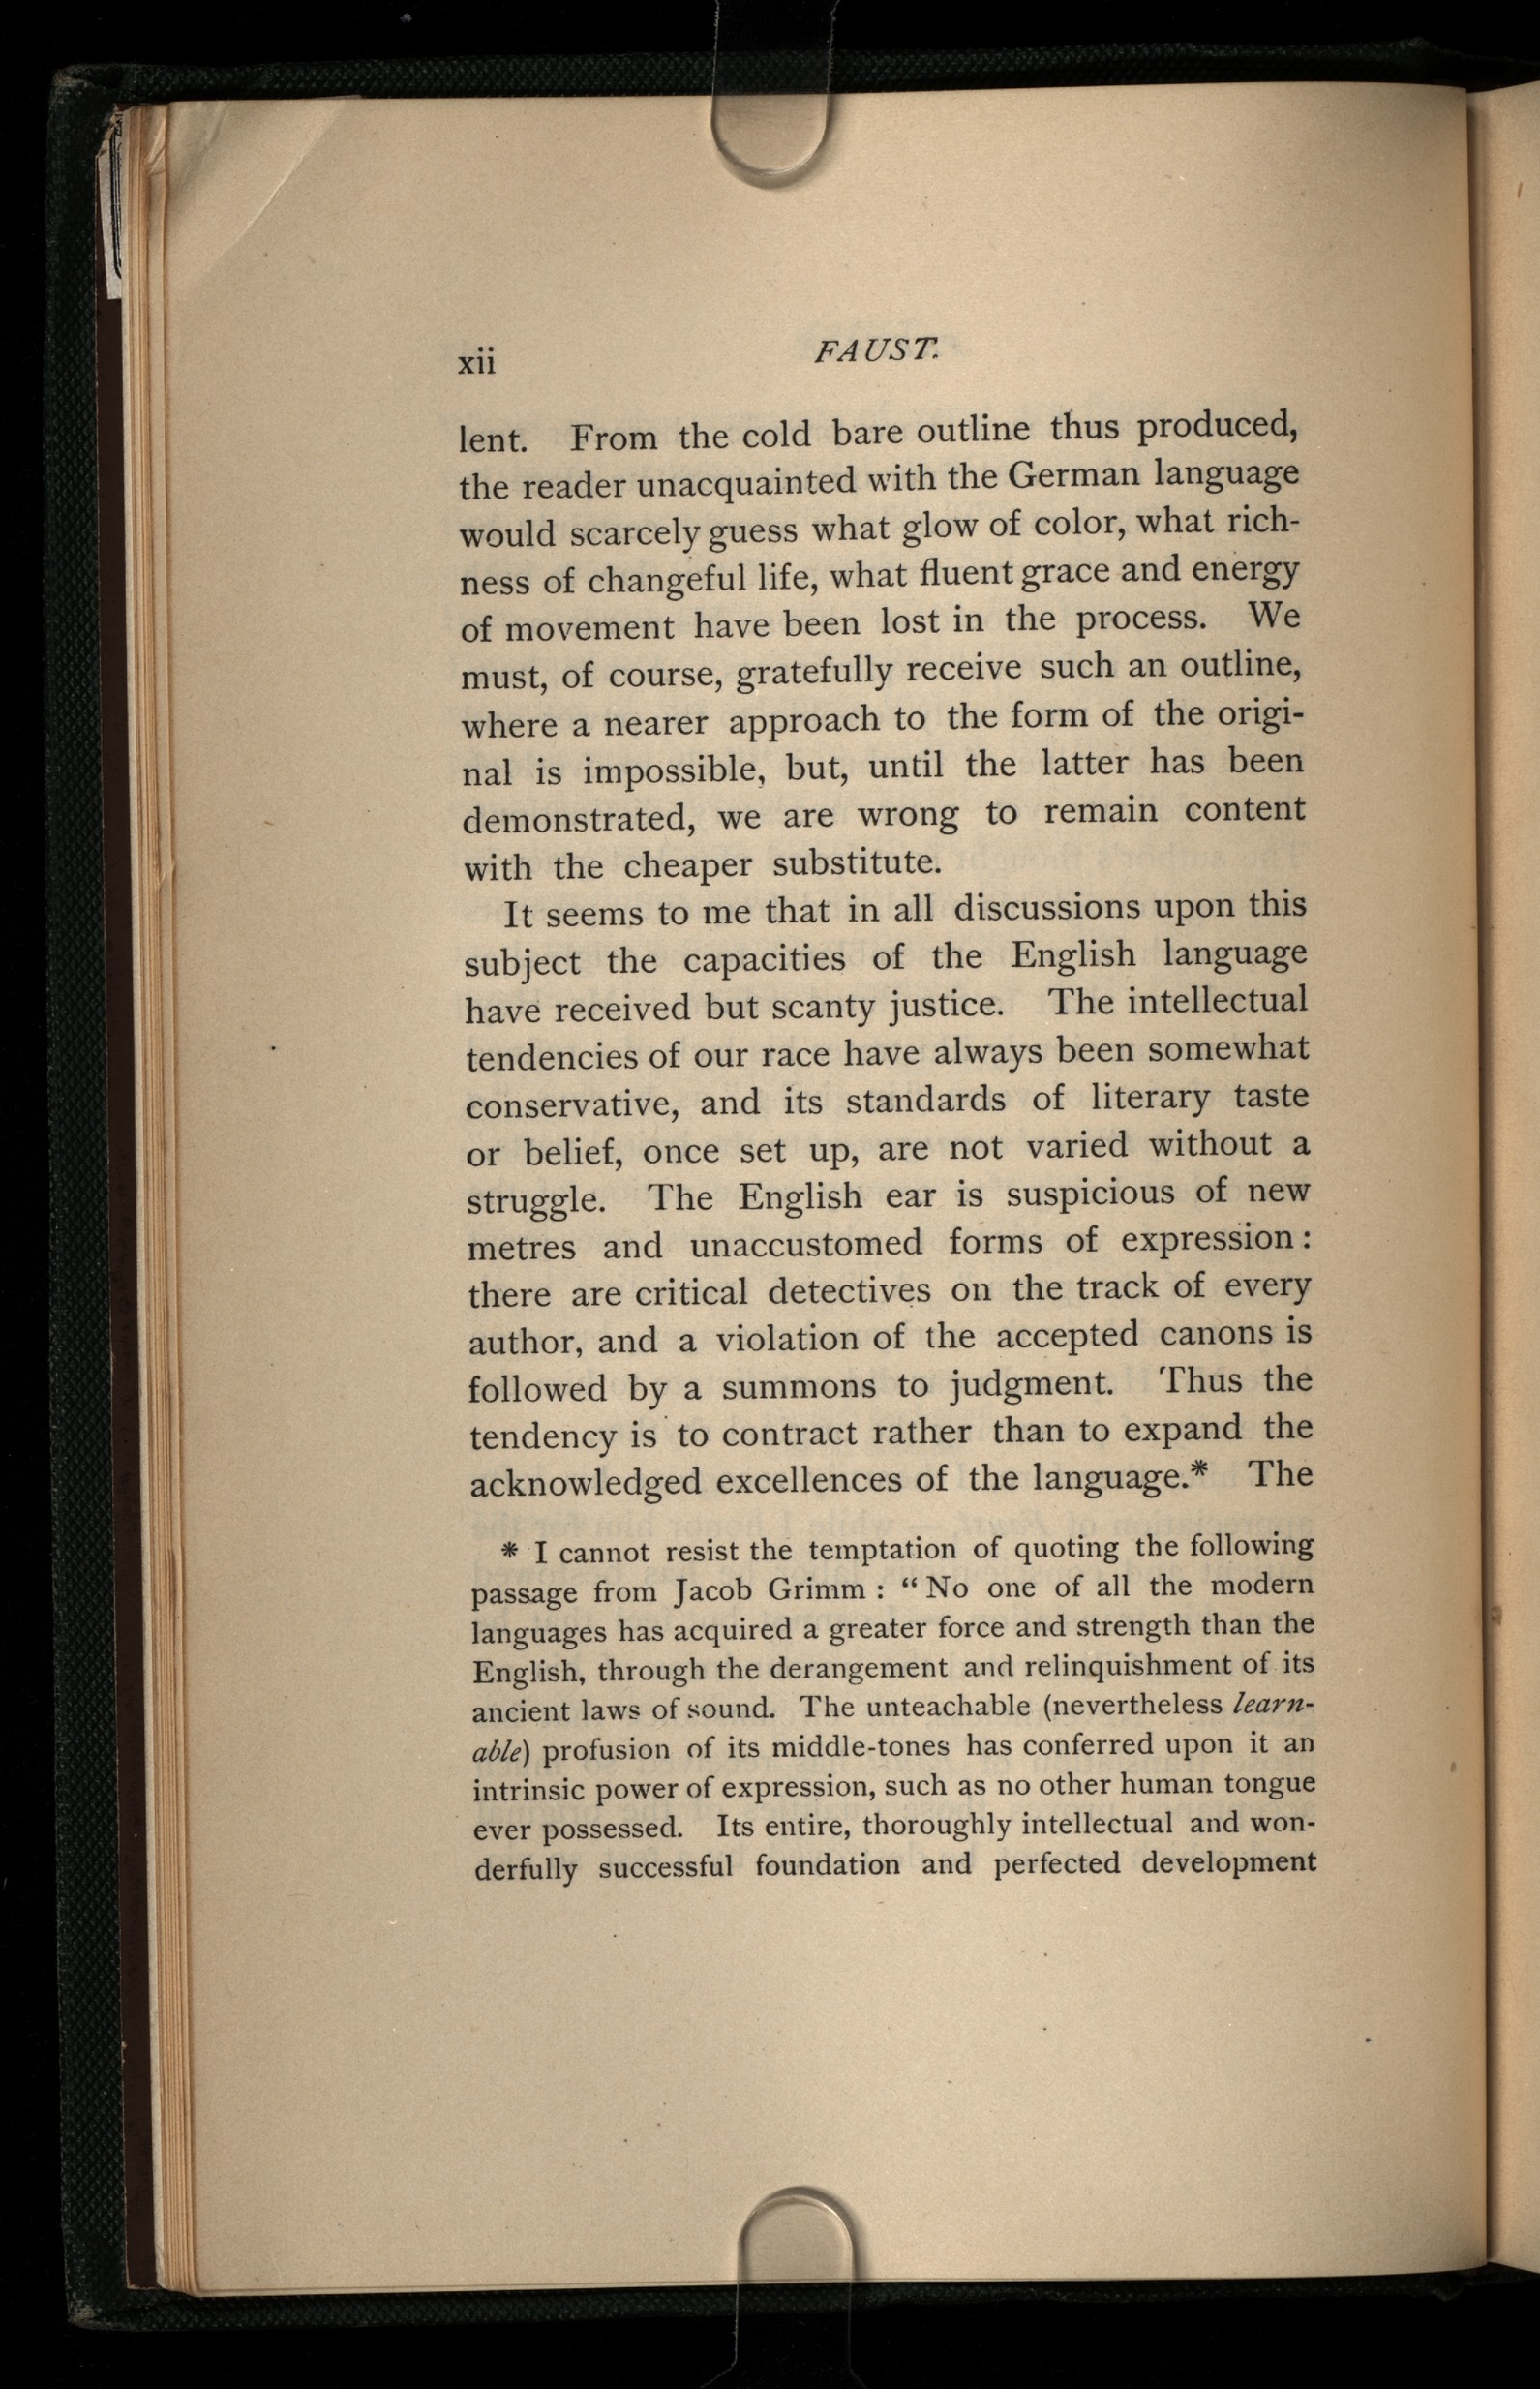 xii
FAUST.
lent. From the cold bare outline thus produced,
the reader unacquainted with the German language
would scarcely guess what glow of color, what rich-
ness of changeful life, what fluent grace and energy
of movement have been lost in the process. We
must, of course, gratefully receive such an outline,
where a nearer approach to the form of the origi-
nal is impossible, but, until the latter has been
demonstrated, we are wrong to remain content
with the cheaper substitute.
It seems to me that in all discussions upon this
subject the capacities of the English language
have received but scanty justice. The intellectual
tendencies of our race have always been somewhat
conservative, and its standards of literary taste
or belief, once set up, are not varied without a
struggle. The English ear is suspicious of new
metres and unaccustomed forms of expression:
there are critical detectives on the track of every
author, and a violation of the accepted canons is
followed by a summons to judgment. Thus the
tendency is to contract rather than to expand the
acknowledged excellences of the language.* The
* I cannot resist the temptation of quoting the following
passage from Jacob Grimm : “ No one of all the modern
languages has acquired a greater force and strength than the
English, through the derangement and relinquishment of its
ancient laws of sound. The unteachable (nevertheless learn-
able) profusion of its middle-tones has conferred upon it an
intrinsic power of expression, such as no other human tongue
ever possessed. Its entire, thoroughly intellectual and won-
derfully successful foundation and perfected development